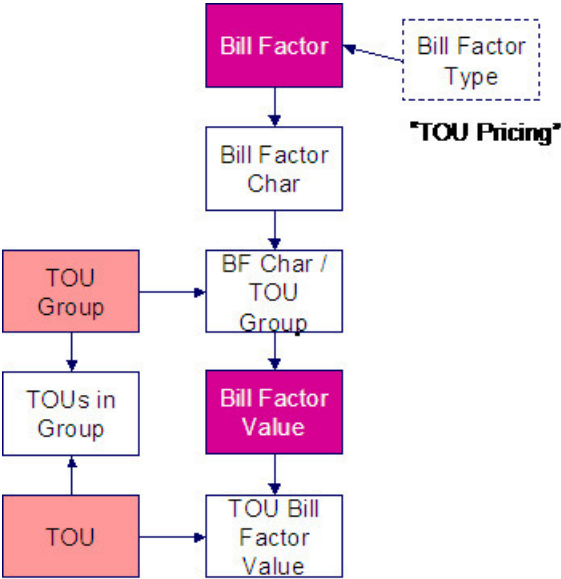 Bill Factor
Bill Factor
Type
"TOU Pricing"
Bill Factor
Char
TOU
Group
BF Char /
TOU
Group
TOUs in
Group
Bill Factor
Value
TOU
TOU Bill
Factor
Value